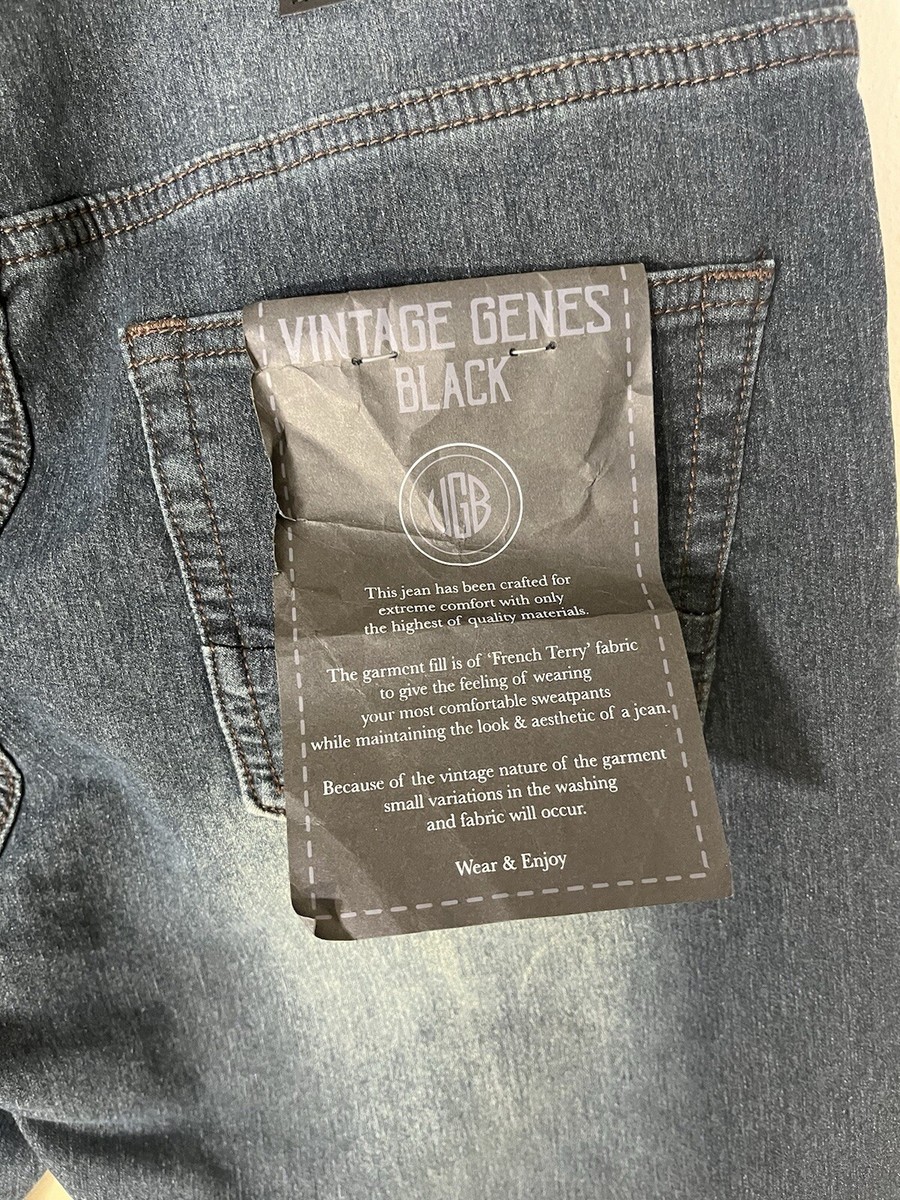 VINTAGE GENES
BLACK
VGB
This jean has been crafted for
extreme comfort with only
the highest of quality materials.
The garment fill is of ‘French Terry’ fabric
to give the feeling of wearing
your most comfortable sweatpants
while maintaining the look & aesthetic of a jean.
Because of the vintage nature of the garment
small variations in the washing
and fabric will occur.
Wear & Enjoy